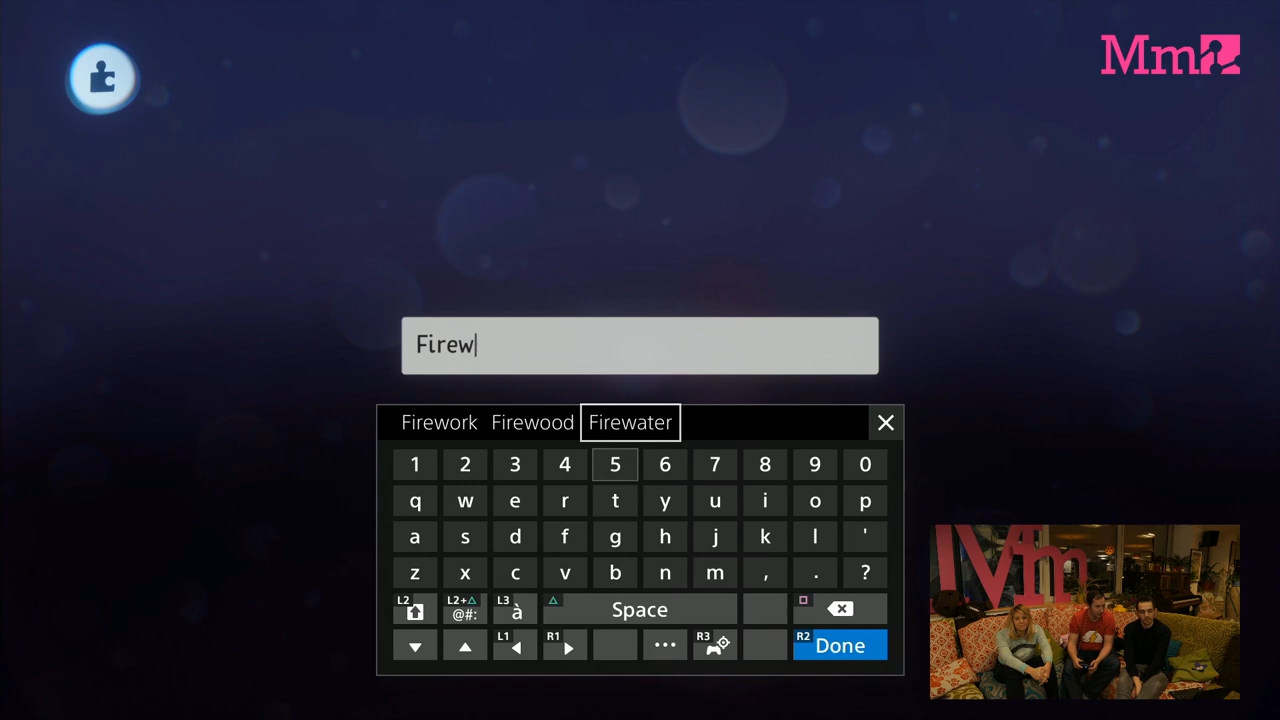 Mm
Firew
Firework Firewood Firewater
1 2 3 4 5 6 7 8 9 0
q w e r t y u i o p
a s d f g h j k l '
z x c v b n m , . ?
L2 L2+△ @#: L3 à △ Space □
L1 R1 ... R3 R2 Done
Mm